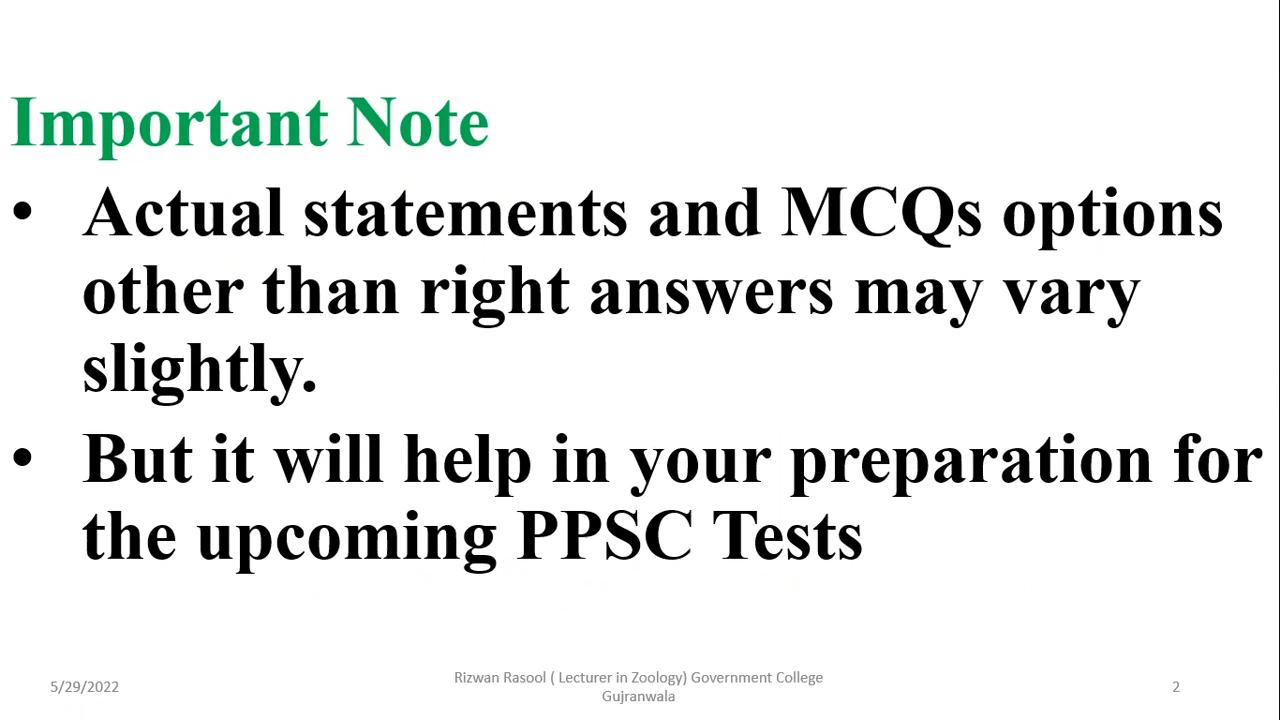 Important Note
• Actual statements and MCQs options
other than right answers may vary
slightly.
• But it will help in your preparation for
the upcoming PPSC Tests
5/29/2022
Rizwan Rasool ( Lecturer in Zoology) Government College
Gujranwala
2